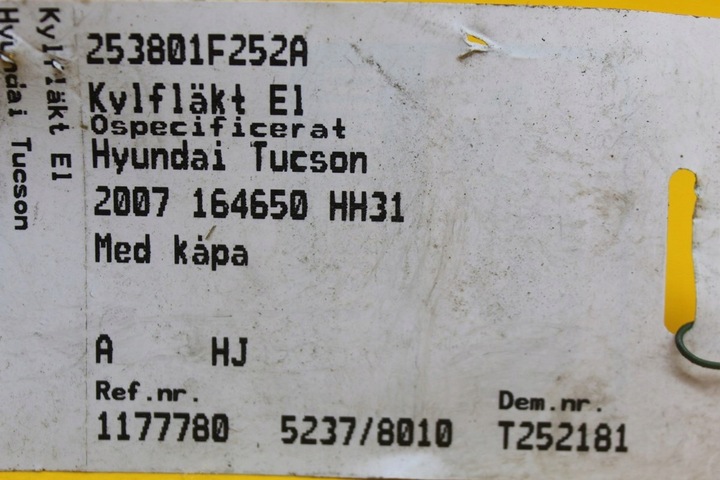 253801F252A
Kylfläkt El
Ospecificerat
Hyundai Tucson
2007 164650 HH31
Med kåpa
A HJ
Ref.nr. Dem.nr.
1177780 5237/8010 T252181
Kylfläkt El
Hyundai Tucson